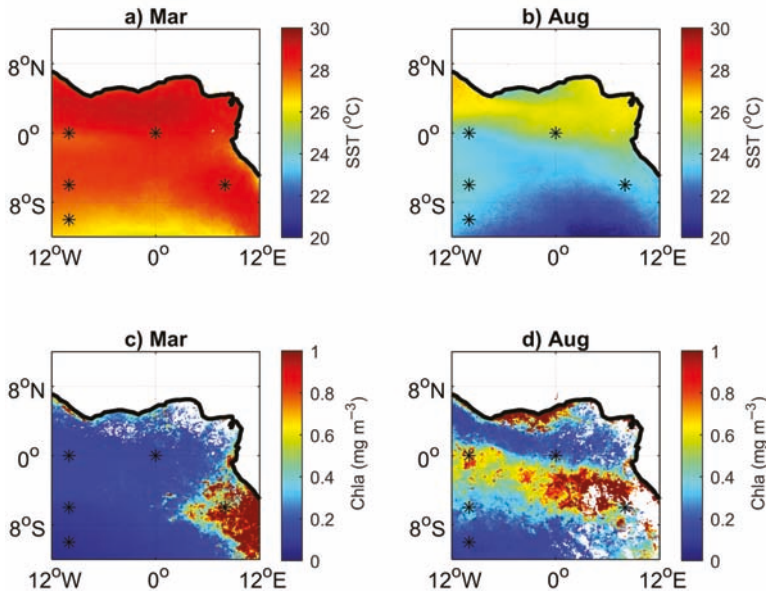 a) Mar
8°N
0°
8°S
12°W
0°
12°E
30
28
26
24
22
20
SST (°C)
b) Aug
8°N
0°
8°S
12°W
0°
12°E
30
28
26
24
22
20
SST (°C)
c) Mar
8°N
0°
8°S
12°W
0°
12°E
1
0.8
0.6
0.4
0.2
0
Chla (mg m⁻³)
d) Aug
8°N
0°
8°S
12°W
0°
12°E
1
0.8
0.6
0.4
0.2
0
Chla (mg m⁻³)